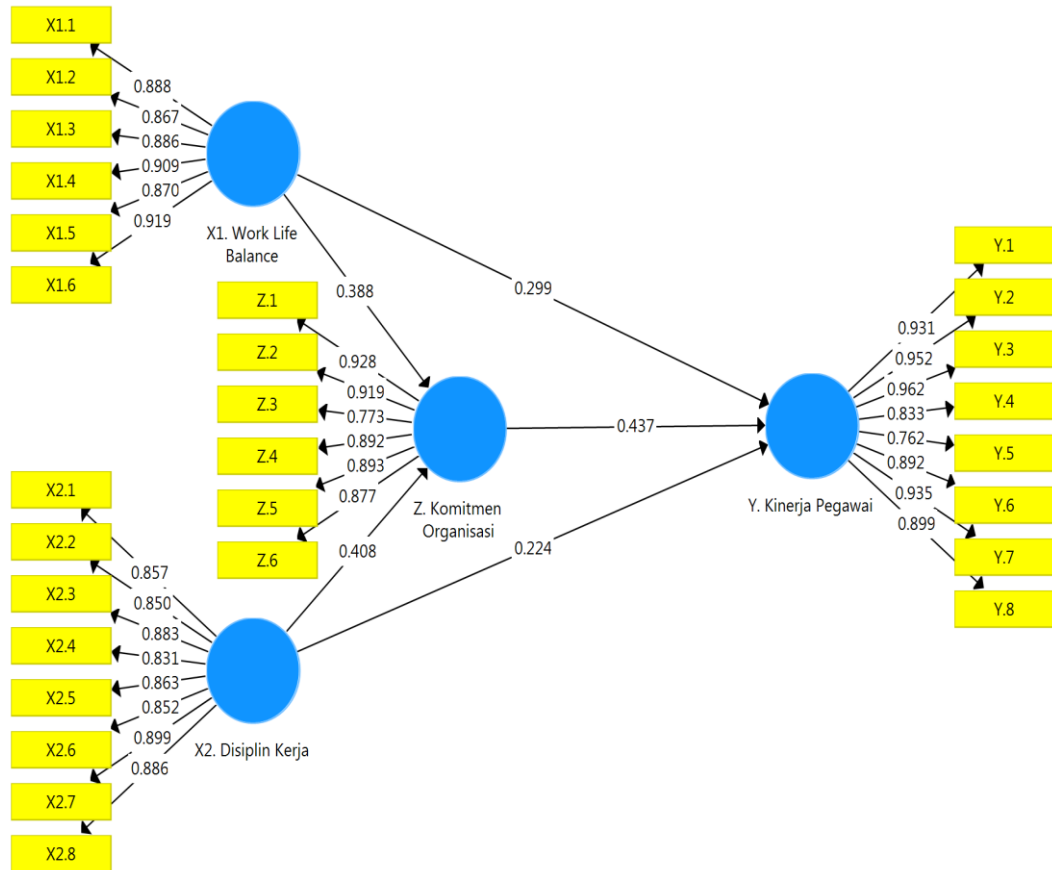 X1.1
X1.2
X1.3
X1.4
X1.5
X1.6
0.888
0.867
0.886
0.909
0.870
0.919
X1. Work Life
Balance
0.388
0.299
Z.1
Z.2
Z.3
Z.4
Z.5
Z.6
0.928
0.919
0.773
0.892
0.893
0.877
Z. Komitmen
Organisasi
0.437
0.408
0.224
X2.1
X2.2
X2.3
X2.4
X2.5
X2.6
X2.7
X2.8
0.857
0.850
0.883
0.831
0.863
0.852
0.899
0.886
X2. Disiplin Kerja
Y. Kinerja Pegawai
0.931
0.952
0.962
0.833
0.762
0.892
0.935
0.899
Y.1
Y.2
Y.3
Y.4
Y.5
Y.6
Y.7
Y.8